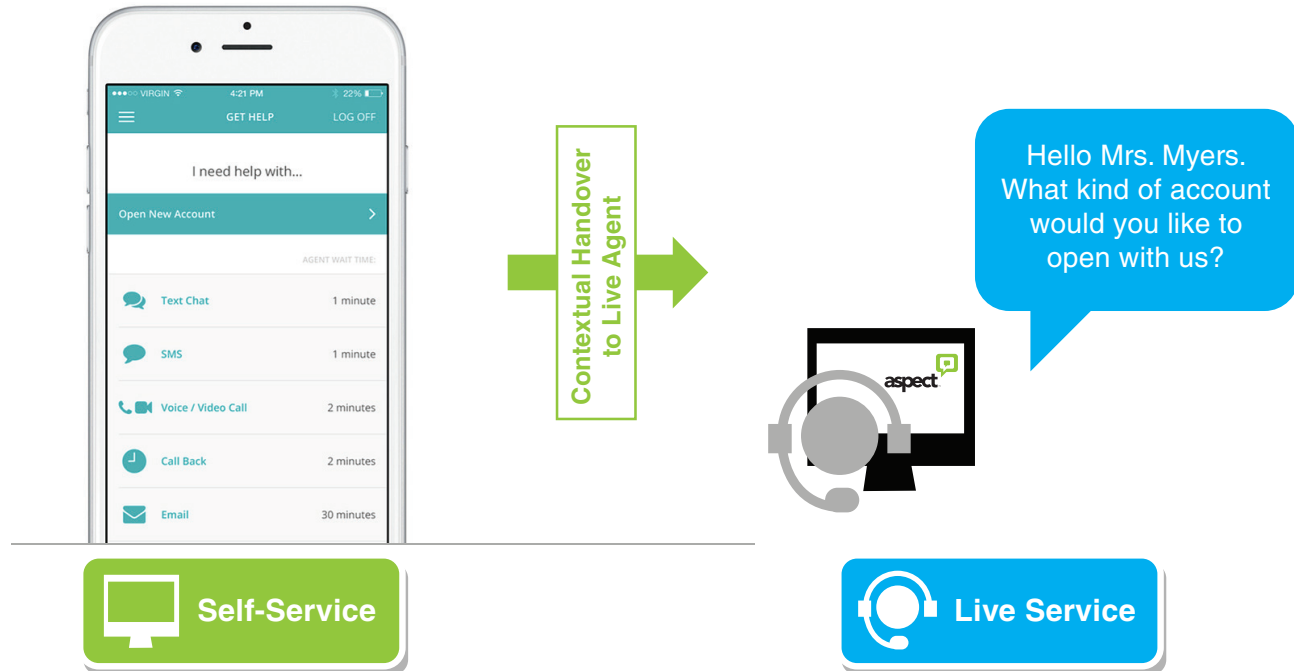 VIRGIN 4:21 PM 22%
GET HELP LOG OFF
I need help with...
Open New Account
AGENT WAIT TIME:
Text Chat 1 minute
SMS 1 minute
Voice / Video Call 2 minutes
Call Back 2 minutes
Email 30 minutes
Contextual Handover
to Live Agent
Hello Mrs. Myers.
What kind of account
would you like to
open with us?
aspect
Self-Service
Live Service